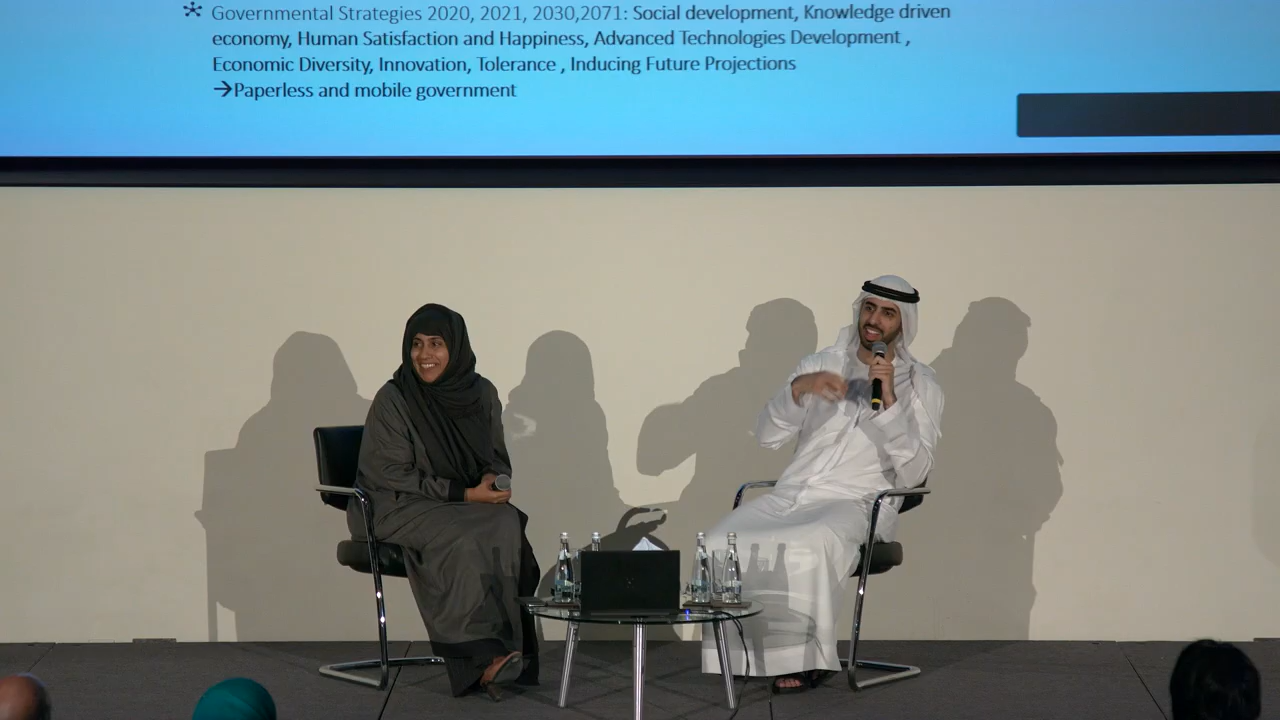 * Governmental Strategies 2020, 2021, 2030,2071: Social development, Knowledge driven
economy, Human Satisfaction and Happiness, Advanced Technologies Development ,
Economic Diversity, Innovation, Tolerance , Inducing Future Projections
→Paperless and mobile government